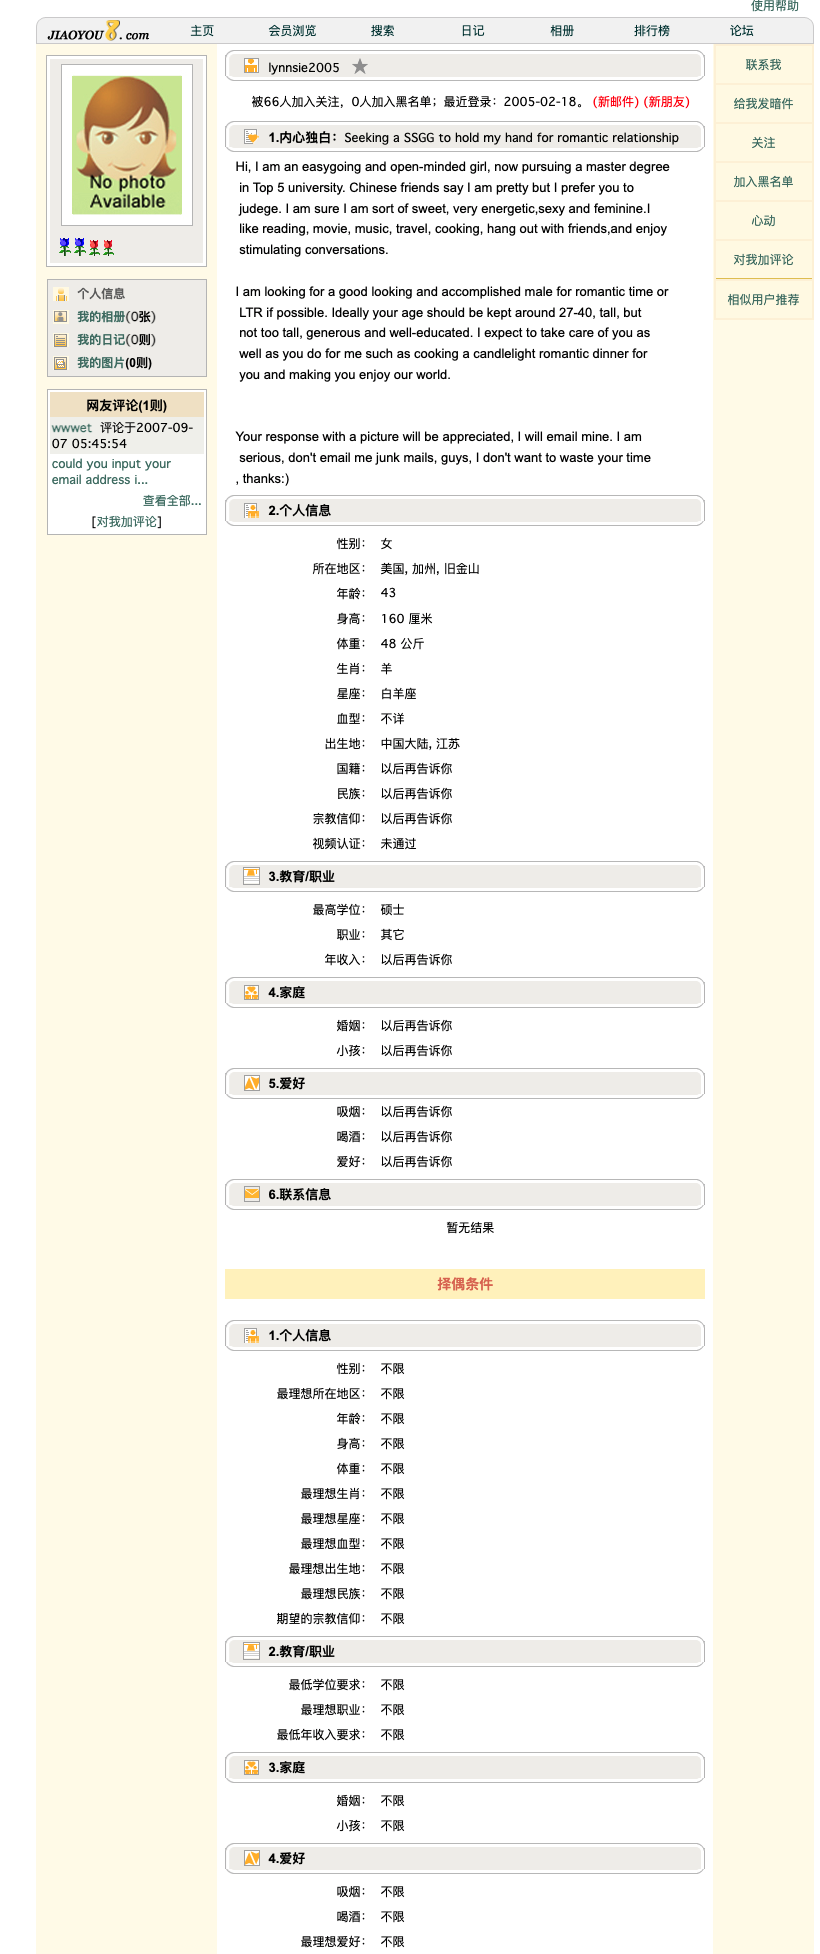 使用帮助
JIAOYOU8.com 主页 会员浏览 搜索 日记 相册 排行榜 论坛
No photo
Available
个人信息
我的相册(0张)
我的日记(0则)
我的图片(0则)
网友评论(1则)
wwwet 评论于2007-09-
07 05:45:54
could you input your
email address i...
查看全部...
[对我加评论]
lynnsie2005
被66人加入关注，0人加入黑名单；最近登录：2005-02-18。 (新邮件) (新朋友)
1.内心独白：Seeking a SSGG to hold my hand for romantic relationship
Hi, I am an easygoing and open-minded girl, now pursuing a master degree
in Top 5 university. Chinese friends say I am pretty but I prefer you to
judege. I am sure I am sort of sweet, very energetic,sexy and feminine.I
like reading, movie, music, travel, cooking, hang out with friends,and enjoy
stimulating conversations.
I am looking for a good looking and accomplished male for romantic time or
LTR if possible. Ideally your age should be kept around 27-40, tall, but
not too tall, generous and well-educated. I expect to take care of you as
well as you do for me such as cooking a candlelight romantic dinner for
you and making you enjoy our world.
Your response with a picture will be appreciated, I will email mine. I am
serious, don't email me junk mails, guys, I don't want to waste your time
, thanks:)
2.个人信息
性别： 女
所在地区： 美国, 加州, 旧金山
年龄： 43
身高： 160 厘米
体重： 48 公斤
生肖： 羊
星座： 白羊座
血型： 不详
出生地： 中国大陆, 江苏
国籍： 以后再告诉你
民族： 以后再告诉你
宗教信仰： 以后再告诉你
视频认证： 未通过
3.教育/职业
最高学位： 硕士
职业： 其它
年收入： 以后再告诉你
4.家庭
婚姻： 以后再告诉你
小孩： 以后再告诉你
5.爱好
吸烟： 以后再告诉你
喝酒： 以后再告诉你
爱好： 以后再告诉你
6.联系信息
暂无结果
择偶条件
1.个人信息
性别： 不限
最理想所在地区： 不限
年龄： 不限
身高： 不限
体重： 不限
最理想生肖： 不限
最理想星座： 不限
最理想血型： 不限
最理想出生地： 不限
最理想民族： 不限
期望的宗教信仰： 不限
2.教育/职业
最低学位要求： 不限
最理想职业： 不限
最低年收入要求： 不限
3.家庭
婚姻： 不限
小孩： 不限
4.爱好
吸烟： 不限
喝酒： 不限
最理想爱好： 不限
联系我
给我发暗件
关注
加入黑名单
心动
对我加评论
相似用户推荐